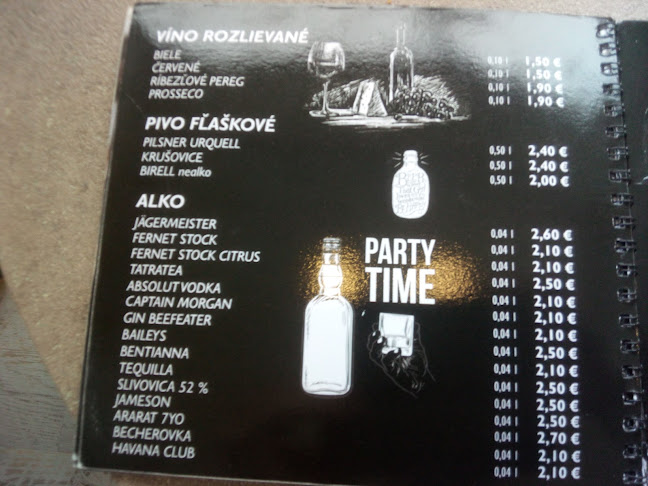 VÍNO ROZLIEVANÉ
BIELE 0,10 l 1,50 €
ČERVENÉ 0,10 l 1,50 €
RÍBEZĽOVÉ PEREG 0,10 l 1,90 €
PROSSECO 0,10 l 1,90 €
PIVO FĽAŠKOVÉ
PILSNER URQUELL 0,50 l 2,40 €
KRUŠOVICE 0,50 l 2,40 €
BIRELL nealko 0,50 l 2,00 €
BEER
ALKO
JÄGERMEISTER 0,04 l 2,60 €
FERNET STOCK 0,04 l 2,10 €
FERNET STOCK CITRUS 0,04 l 2,10 €
TATRATEA 0,04 l 2,50 €
ABSOLUT VODKA 0,04 l 2,10 €
CAPTAIN MORGAN 0,04 l 2,10 €
GIN BEEFEATER 0,04 l 2,10 €
BAILEYS 0,04 l 2,50 €
BENTIANNA 0,04 l 2,10 €
TEQUILLA 0,04 l 2,50 €
SLIVOVICA 52 % 0,04 l 2,50 €
JAMESON 0,04 l 2,50 €
ARARAT 7YO 0,04 l 2,70 €
BECHEROVKA 0,04 l 2,10 €
HAVANA CLUB 0,04 l 2,10 €
PARTY
TIME